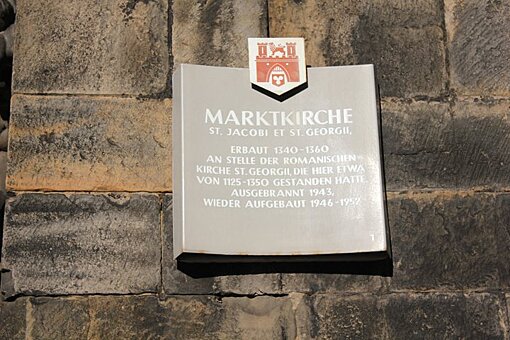 MARKTKIRCHE
ST. JACOBI ET ST. GEORGII,
ERBAUT 1340-1360
AN STELLE DER ROMANISCHEN
KIRCHE ST. GEORGII, DIE HIER ETWA
VON 1125-1350 GESTANDEN HATTE.
AUSGEBRANNT 1943,
WIEDER AUFGEBAUT 1946-1952